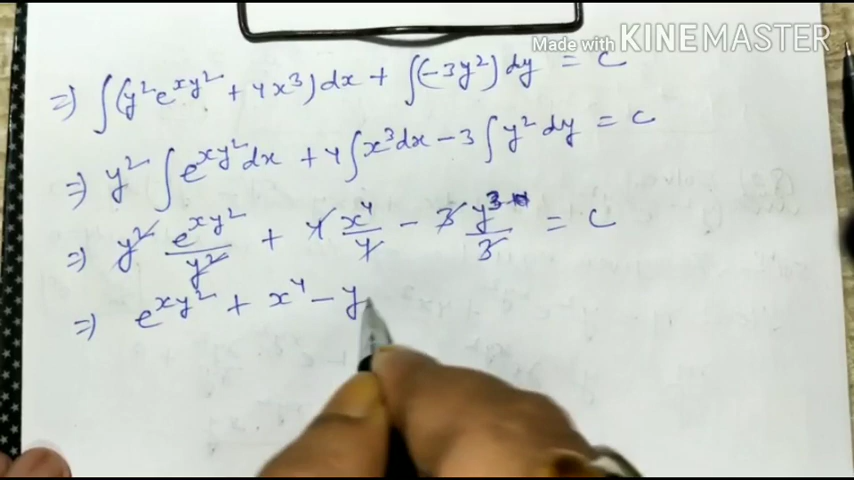 Made with KINEMASTER
⇒ ∫(y²e^{xy²} + 4x³)dx + ∫(-3y²)dy = c
⇒ y² ∫e^{xy²}dx + 4∫x³dx - 3∫y²dy = c
⇒ y² e^{xy²}/y² + 4 x⁴/4 - 3 y³/3 = c
⇒ e^{xy²} + x⁴ - y